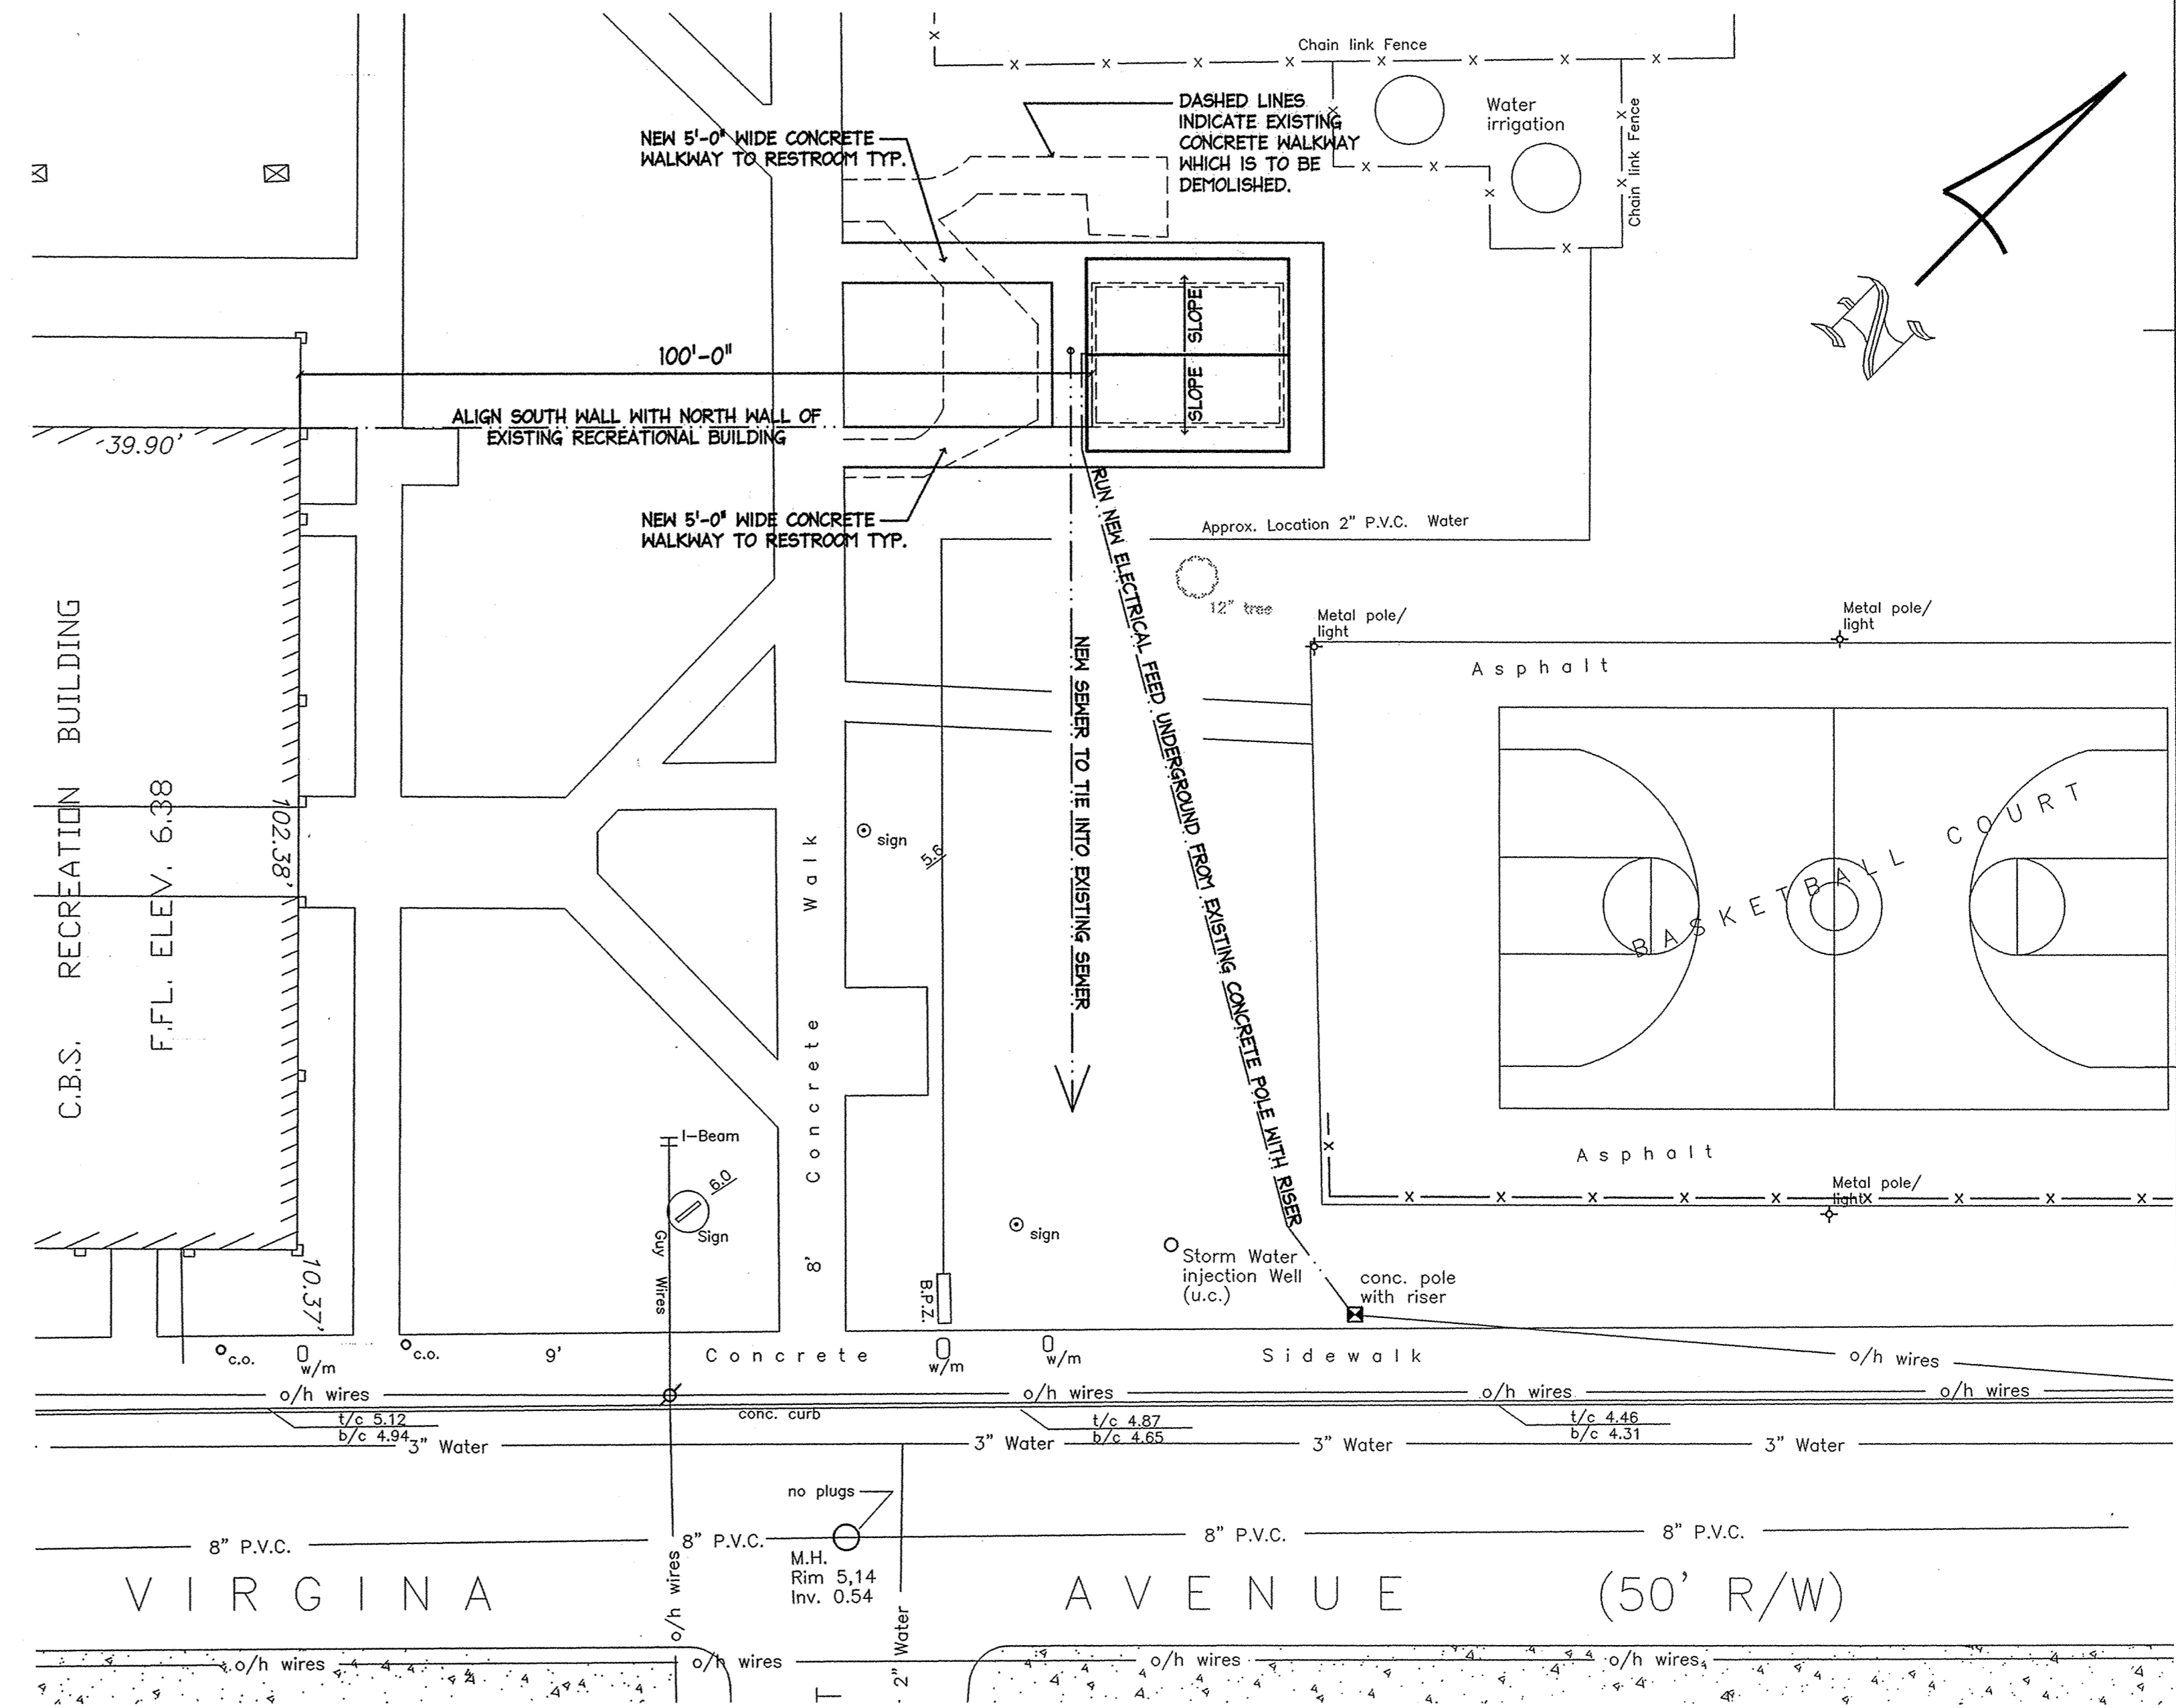 Chain link Fence
Water
irrigation
Chain link Fence
DASHED LINES
INDICATE EXISTING
CONCRETE WALKWAY
WHICH IS TO BE
DEMOLISHED.
NEW 5'-0" WIDE CONCRETE
WALKWAY TO RESTROOM TYP.
N
SLOPE
SLOPE
100'-0"
ALIGN SOUTH WALL WITH NORTH WALL OF
EXISTING RECREATIONAL BUILDING
39.90'
NEW 5'-0" WIDE CONCRETE
WALKWAY TO RESTROOM TYP.
Approx. Location 2" P.V.C. Water
12" tree
RUN NEW ELECTRICAL FEED UNDERGROUND FROM EXISTING CONCRETE POLE WITH RISER
NEW SEWER TO TIE INTO EXISTING SEWER
Metal pole/
light
Metal pole/
light
Asphalt
BASKETBALL COURT
Asphalt
Metal pole/
light
C.B.S. RECREATION BUILDING
F.FL. ELEV. 6.38
102.38'
10.37'
sign
5.6
8' Concrete Walk
I-Beam
6.0
Sign
Guy Wires
sign
B.P.Z.
Storm Water
injection Well
(u.c.)
conc. pole
with riser
c.o.
w/m
c.o.
9'
Concrete
w/m
w/m
Sidewalk
o/h wires
o/h wires
o/h wires
o/h wires
o/h wires
conc. curb
t/c 5.12
b/c 4.94
t/c 4.87
b/c 4.65
t/c 4.46
b/c 4.31
3" Water
3" Water
3" Water
3" Water
no plugs
8" P.V.C.
8" P.V.C.
8" P.V.C.
8" P.V.C.
M.H.
Rim 5,14
Inv. 0.54
o/h wires
2" Water
VIRGINA AVENUE (50' R/W)
o/h wires
o/h wires
o/h wires
o/h wires